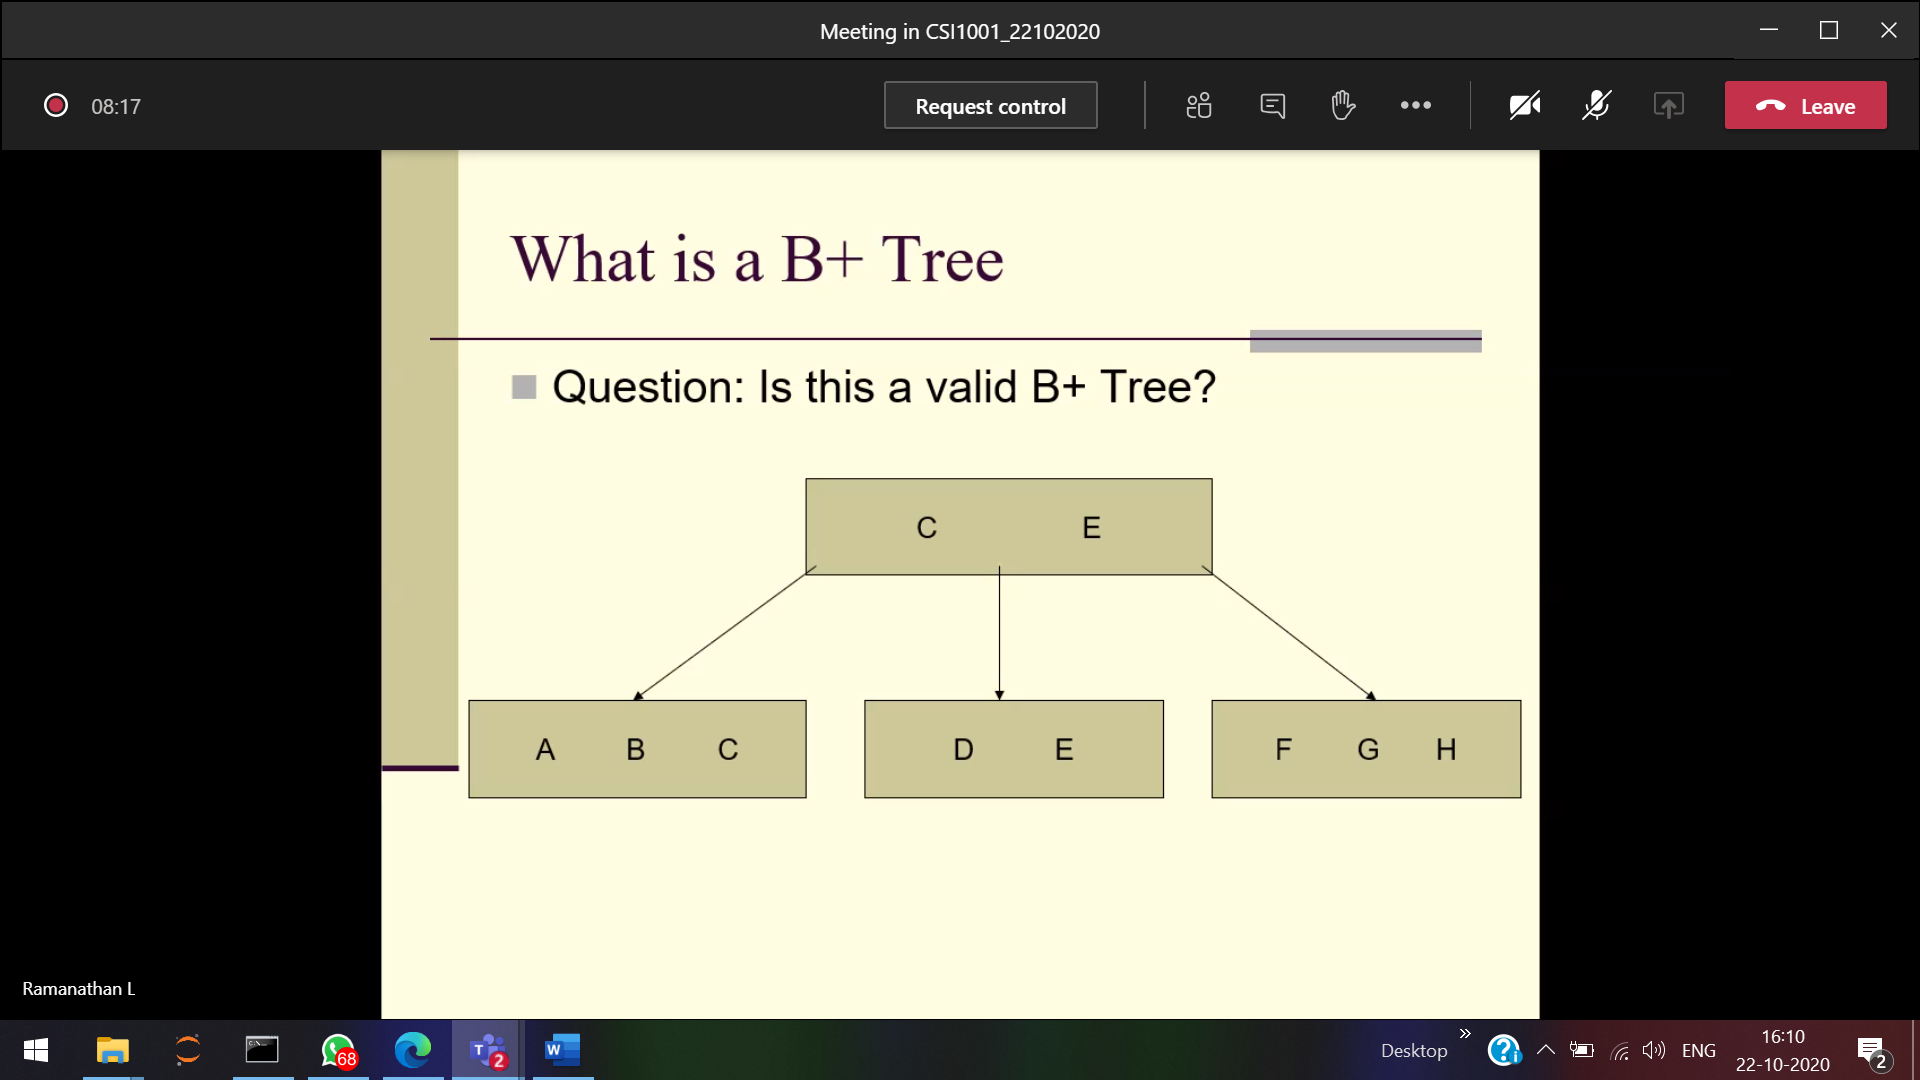 Meeting in CSI1001_22102020
08:17
Request control
Leave
What is a B+ Tree
Question: Is this a valid B+ Tree?
C E
A B C
D E
F G H
Ramanathan L
68
T 2
W
Desktop
ENG
16:10
22-10-2020
2